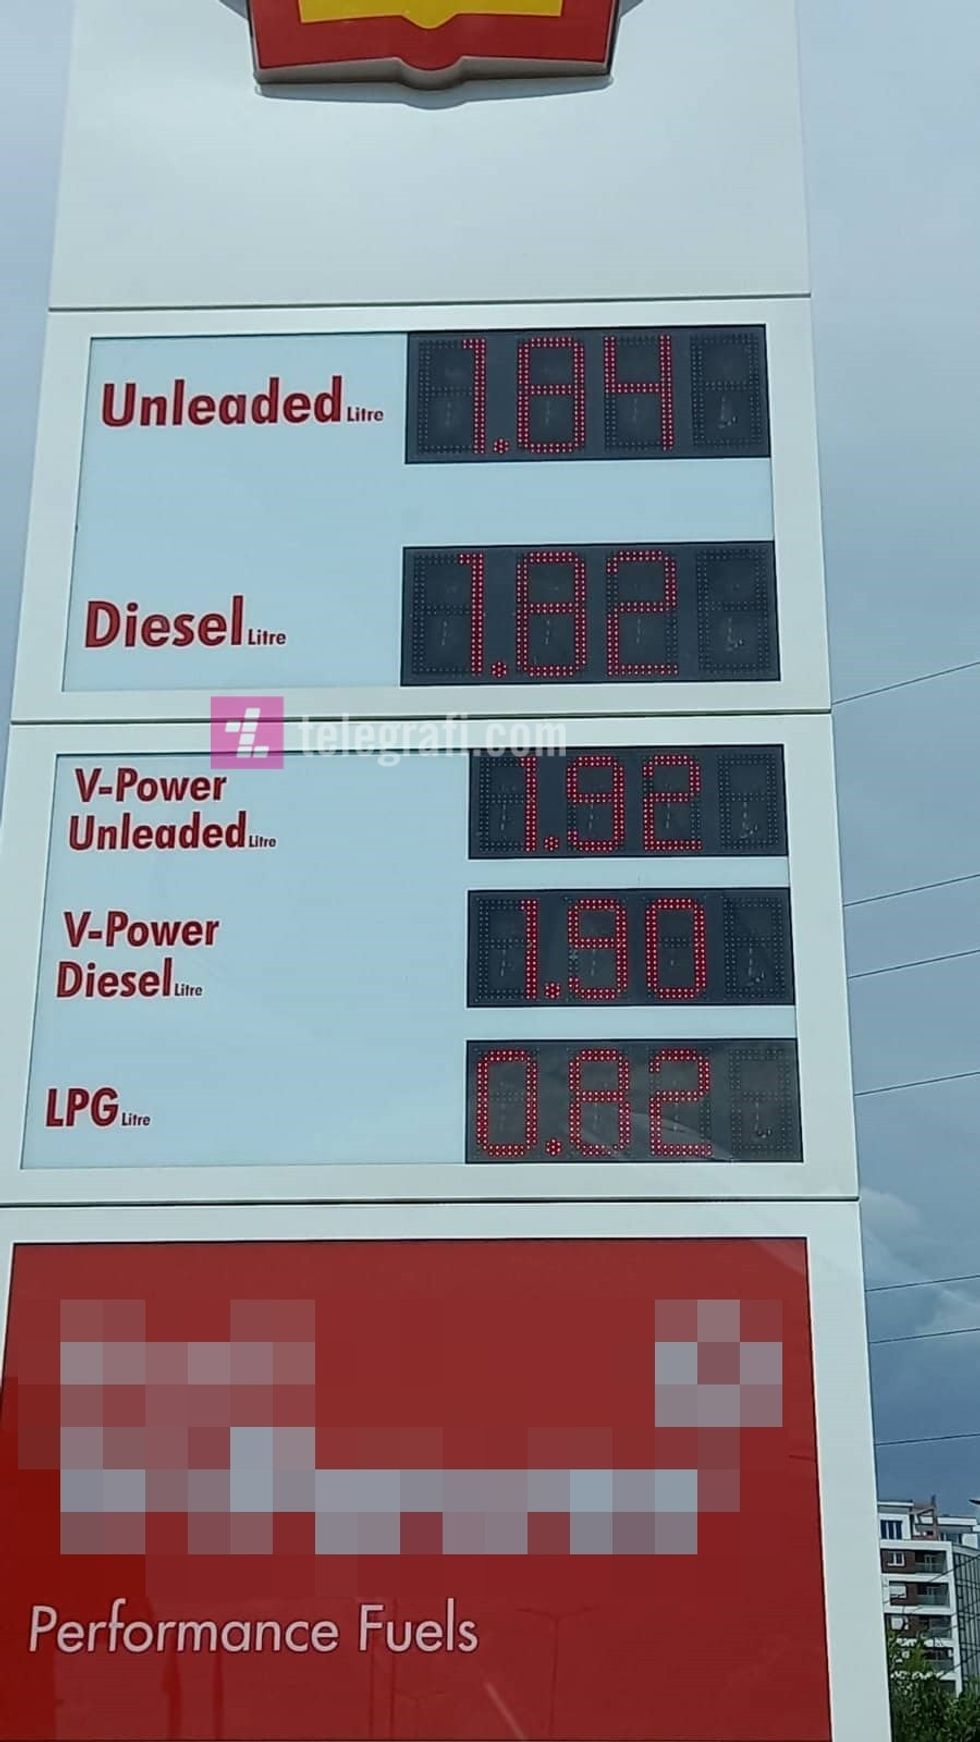 Unleaded Litre 1.84
Diesel Litre 1.82
telegrafi.com
V-Power
Unleaded Litre 1.92
V-Power
Diesel Litre 1.90
LPG Litre 0.82
Performance Fuels